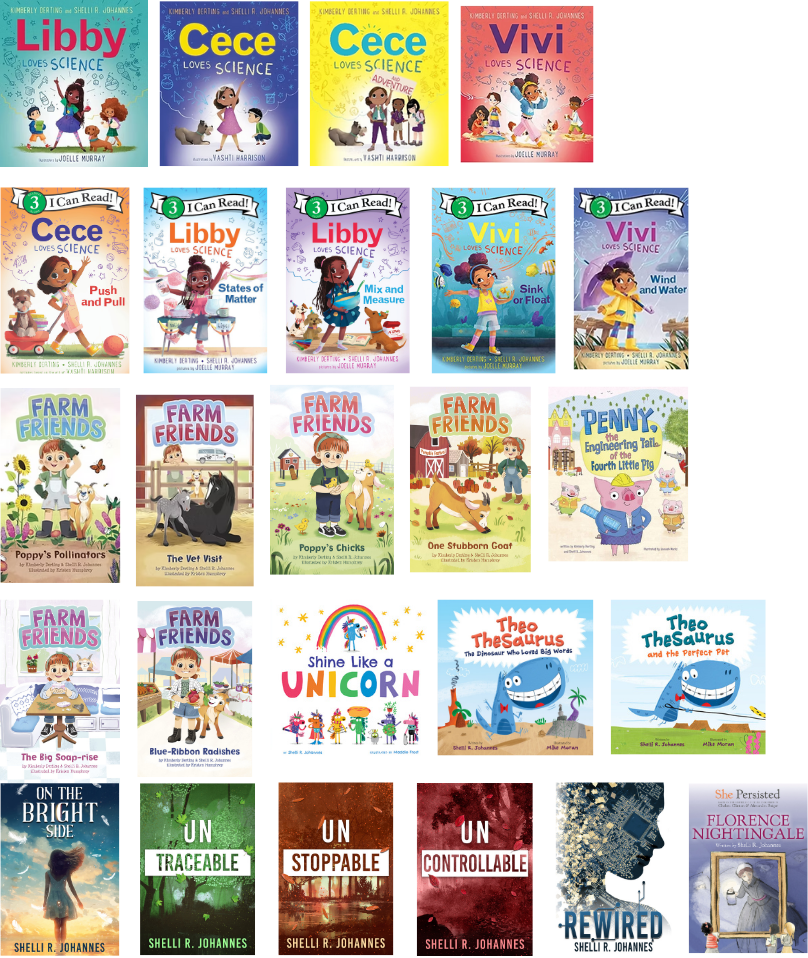 KIMBERLY DERTING AND SHELLI R. JOHANNES
Libby
LOVES SCIENCE
JOELLE MURRAY
KIMBERLY DERTING AND SHELLI R. JOHANNES
Cece
LOVES SCIENCE
VASHTI HARRISON
KIMBERLY DERTING AND SHELLI R. JOHANNES
Cece
LOVES SCIENCE
AND
ADVENTURE
VASHTI HARRISON
KIMBERLY DERTING AND SHELLI R. JOHANNES
Vivi
LOVES SCIENCE
JOELLE MURRAY
3 I Can Read!
Cece
LOVES SCIENCE
Push
and Pull
KIMBERLY DERTING • SHELLI R. JOHANNES
VASHTI HARRISON
3 I Can Read!
Libby
LOVES SCIENCE
States of
Matter
KIMBERLY DERTING • SHELLI R. JOHANNES
pictures by JOELLE MURRAY
3 I Can Read!
Libby
LOVES SCIENCE
Mix and
Measure
KIMBERLY DERTING • SHELLI R. JOHANNES
pictures by JOELLE MURRAY
3 I Can Read!
Vivi
LOVES SCIENCE
Sink
or Float
KIMBERLY DERTING • SHELLI R. JOHANNES
pictures by JOELLE MURRAY
3 I Can Read!
Vivi
LOVES SCIENCE
Wind
and Water
KIMBERLY DERTING • SHELLI R. JOHANNES
pictures by JOELLE MURRAY
FARM
FRIENDS
Poppy's Pollinators
by Kimberly Derting & Shelli R. Johannes
Illustrated by Kristen Humphrey
FARM
FRIENDS
The Vet Visit
by Kimberly Derting & Shelli R. Johannes
Illustrated by Kristen Humphrey
FARM
FRIENDS
Poppy's Chicks
by Kimberly Derting & Shelli R. Johannes
Illustrated by Kristen Humphrey
FARM
FRIENDS
One Stubborn Goat
by Kimberly Derting & Shelli R. Johannes
Illustrated by Kristen Humphrey
PENNY,
the
Engineering Tail
of the
Fourth Little Pig
written by Kimberly Derting
and Shelli R. Johannes
FARM
FRIENDS
The Big Soap-rise
by Kimberly Derting & Shelli R. Johannes
Illustrated by Kristen Humphrey
FARM
FRIENDS
Blue-Ribbon Radishes
by Kimberly Derting & Shelli R. Johannes
Illustrated by Kristen Humphrey
Shine Like a
UNICORN
by Shelli R. Johannes
Theo
TheSaurus
The Dinosaur Who Loved Big Words
Shelli R. Johannes
Mike Moran
Theo
TheSaurus
and the Perfect Pet
Shelli R. Johannes
Mike Moran
ON THE
BRIGHT
SIDE
SHELLI R. JOHANNES
UN
TRACEABLE
SHELLI R. JOHANNES
UN
STOPPABLE
SHELLI R. JOHANNES
UN
CONTROLLABLE
SHELLI R. JOHANNES
REWIRED
SHELLI R. JOHANNES
She Persisted
FLORENCE
NIGHTINGALE
Written by Shelli R. Johannes